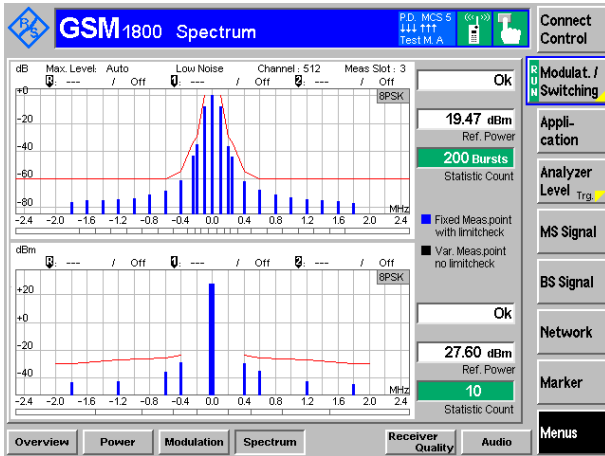 R/S GSM 1800 Spectrum
P.D. MCS 5
Test M. A
Connect
Control
dB Max. Level: Auto Low Noise Channel : 512 Meas Slot : 3
: --- / Off : --- / Off : --- / Off
8PSK
+0
-20
-40
-60
-80
MHz
-2.4 -2.0 -1.6 -1.2 -0.8 -0.4 0.0 0.4 0.8 1.2 1.6 2.0 2.4
Ok
19.47 dBm
Ref. Power
200 Bursts
Statistic Count
Fixed Meas.point
with limitcheck
Var. Meas.point
no limitcheck
dBm
: --- / Off : --- / Off : --- / Off
8PSK
+20
+0
-20
-40
MHz
-2.4 -2.0 -1.6 -1.2 -0.8 -0.4 0.0 0.4 0.8 1.2 1.6 2.0 2.4
Ok
27.60 dBm
Ref. Power
10
Statistic Count
RUN
Modulat. /
Switching
Appli-
cation
Analyzer
Level Trg.
MS Signal
BS Signal
Network
Marker
Menus
Overview Power Modulation Spectrum Receiver Quality Audio